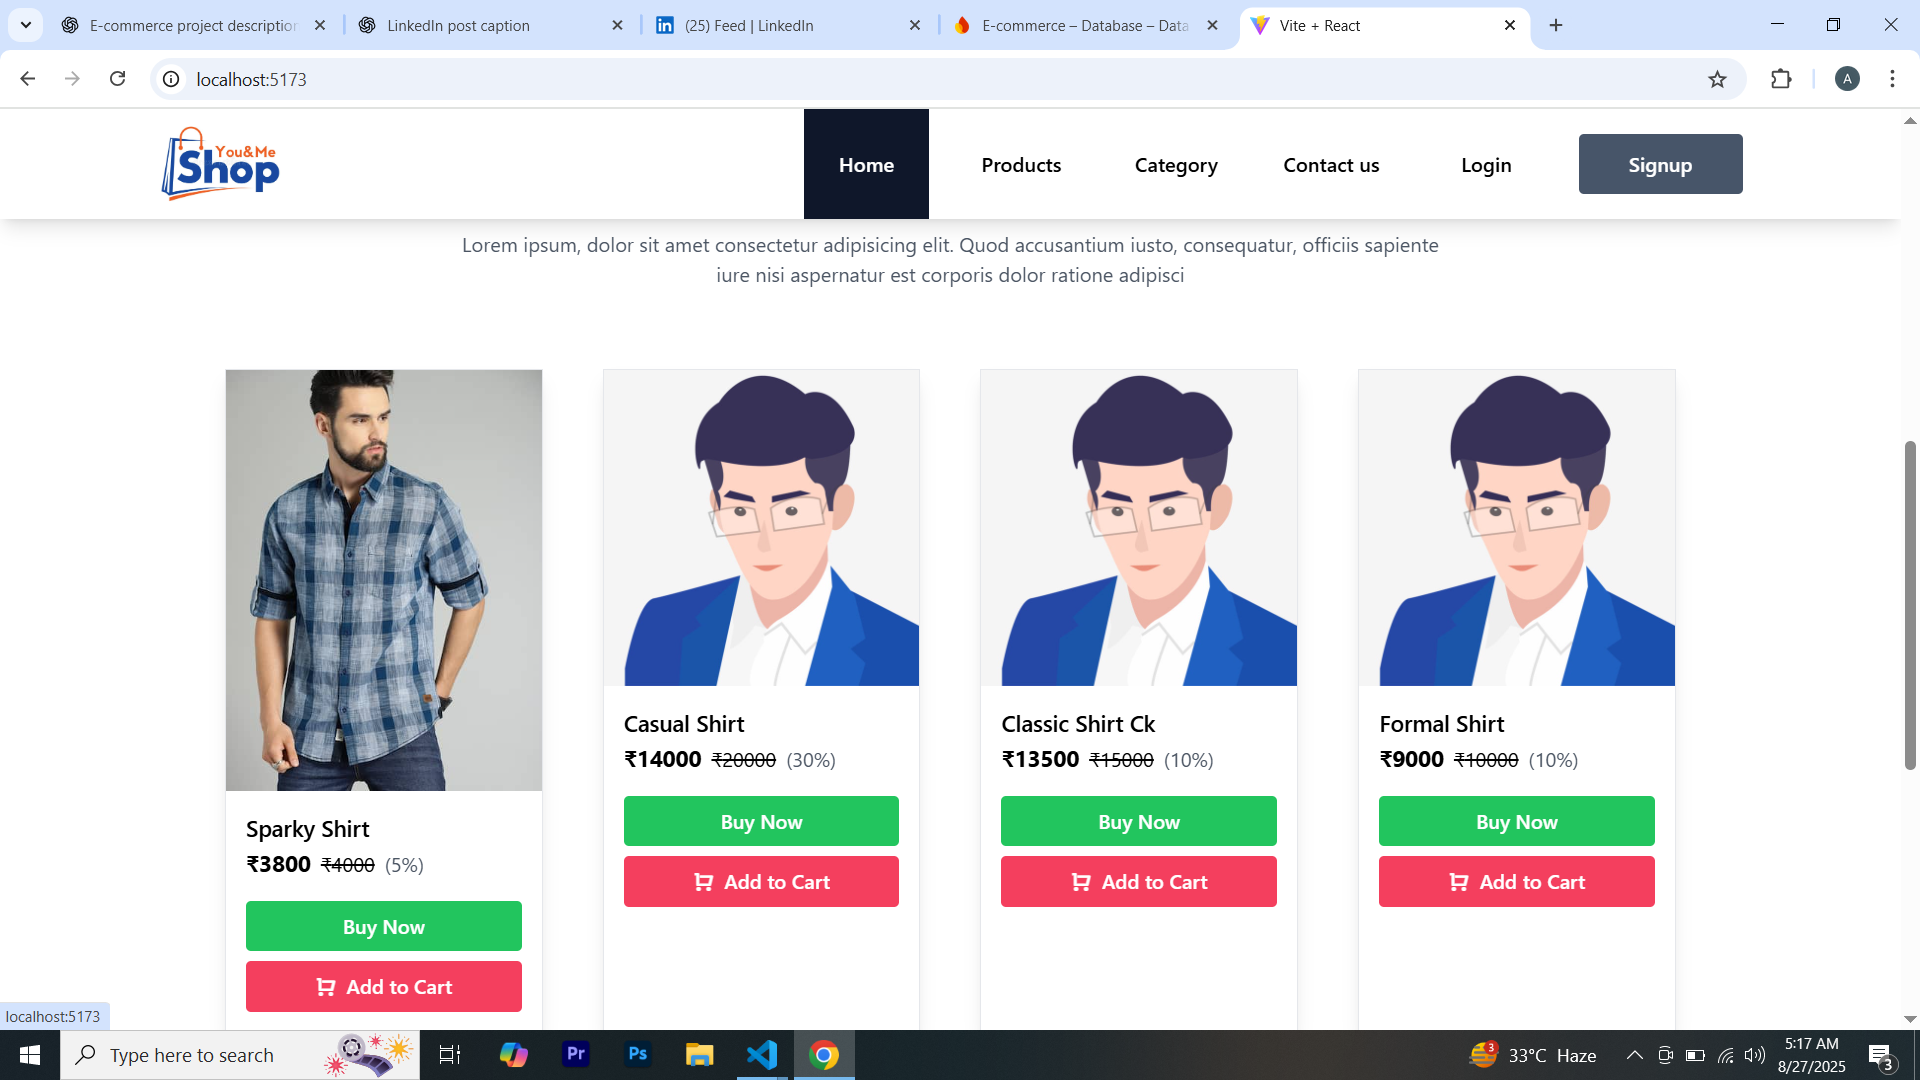 E-commerce project description
LinkedIn post caption
(25) Feed | LinkedIn
E-commerce – Database – Data
Vite + React
localhost:5173
A
You&Me
Shop
Home
Products
Category
Contact us
Login
Signup
Lorem ipsum, dolor sit amet consectetur adipisicing elit. Quod accusantium iusto, consequatur, officiis sapiente
iure nisi aspernatur est corporis dolor ratione adipisci
Sparky Shirt
₹3800 ₹4000 (5%)
Buy Now
Add to Cart
Casual Shirt
₹14000 ₹20000 (30%)
Buy Now
Add to Cart
Classic Shirt Ck
₹13500 ₹15000 (10%)
Buy Now
Add to Cart
Formal Shirt
₹9000 ₹10000 (10%)
Buy Now
Add to Cart
localhost:5173
Type here to search
Pr
Ps
3
33°C Haze
5:17 AM
8/27/2025
3